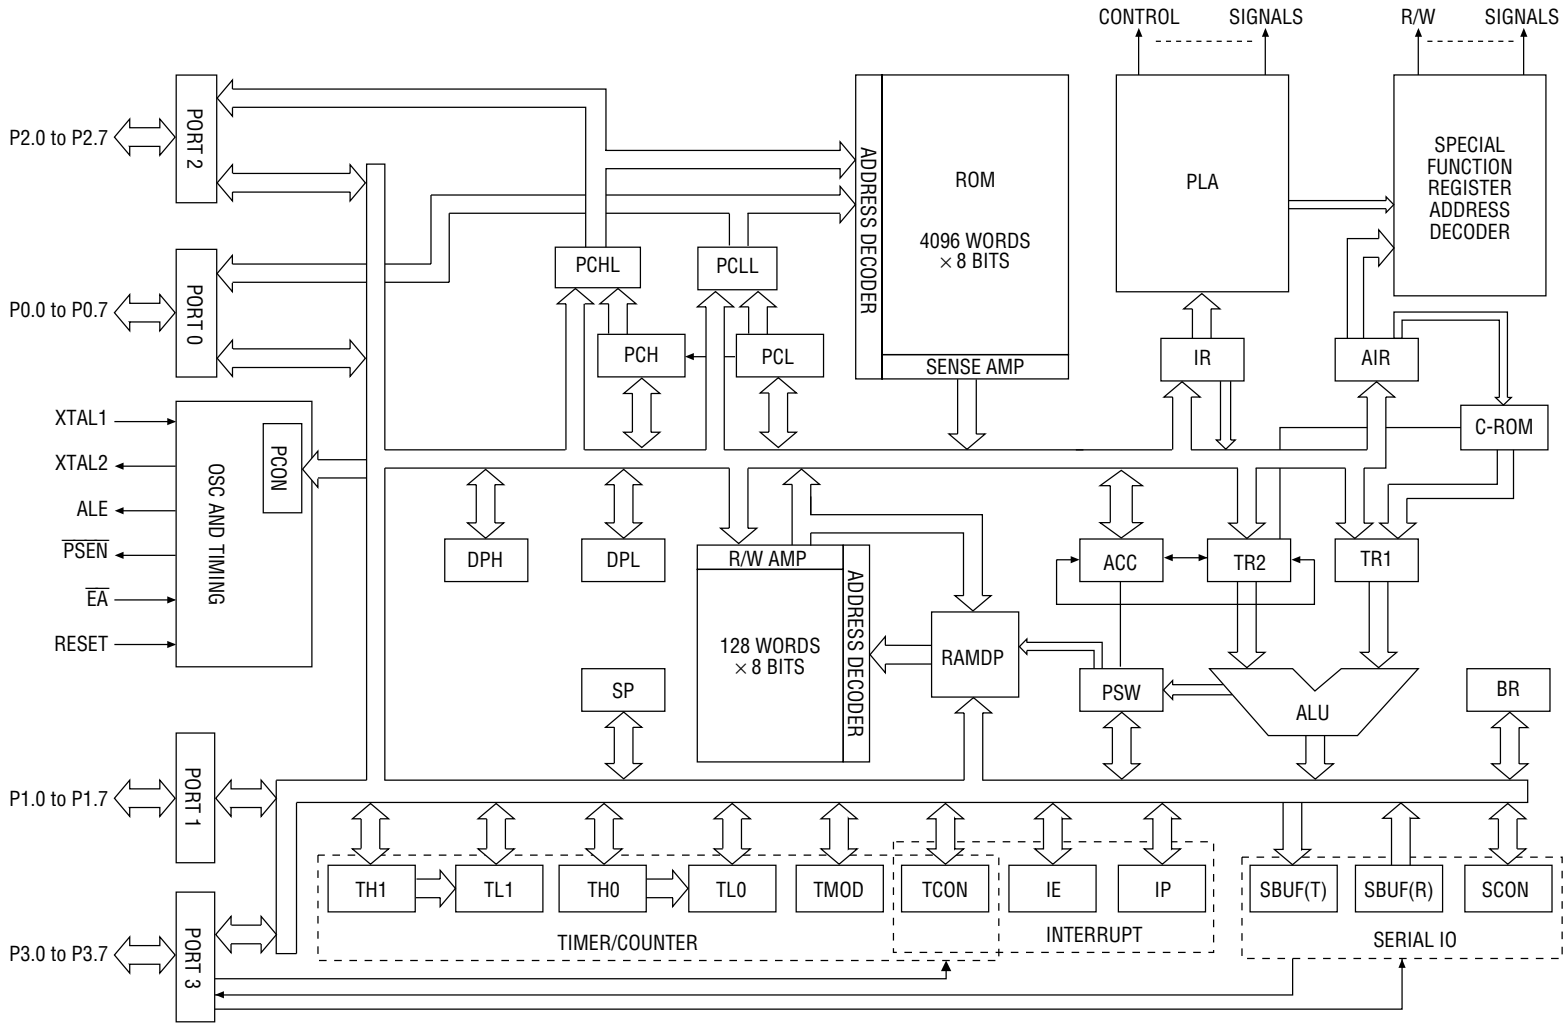 CONTROL
SIGNALS
R/W
SIGNALS
P2.0 to P2.7
PORT 2
ADDRESS DECODER
ROM
4096 WORDS
× 8 BITS
SENSE AMP
PLA
SPECIAL
FUNCTION
REGISTER
ADDRESS
DECODER
P0.0 to P0.7
PORT 0
PCHL
PCLL
PCH
PCL
IR
AIR
C-ROM
XTAL1
XTAL2
ALE
PSEN
EA
RESET
OSC AND TIMING
PCON
DPH
DPL
R/W AMP
128 WORDS
× 8 BITS
ADDRESS DECODER
RAMDP
ACC
TR2
TR1
SP
PSW
ALU
BR
P1.0 to P1.7
PORT 1
P3.0 to P3.7
PORT 3
TH1
TL1
TH0
TL0
TMOD
TCON
IE
IP
SBUF(T)
SBUF(R)
SCON
TIMER/COUNTER
INTERRUPT
SERIAL IO